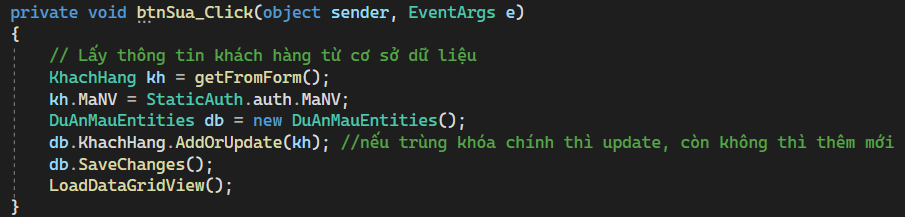 private void btnSua_Click(object sender, EventArgs e)
{
// Lấy thông tin khách hàng từ cơ sở dữ liệu
KhachHang kh = getFromForm();
kh.MaNV = StaticAuth.auth.MaNV;
DuAnMauEntities db = new DuAnMauEntities();
db.KhachHang.AddOrUpdate(kh); //nếu trùng khóa chính thì update, còn không thì thêm mới
db.SaveChanges();
LoadDataGridView();
}